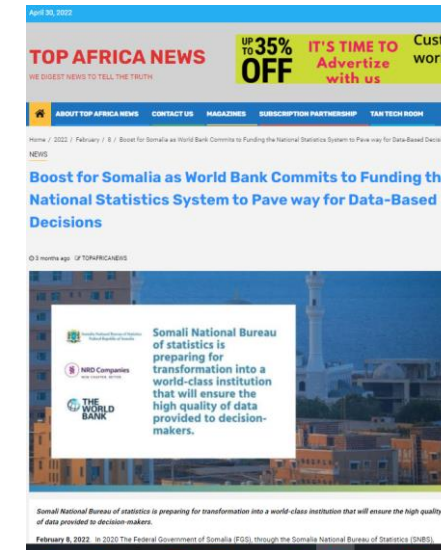 April 30, 2022
TOP AFRICA NEWS
WE DIGEST NEWS TO TELL THE TRUTH
UP TO 35% OFF
IT'S TIME TO
Advertize
with us
Cust
wor
ABOUT TOP AFRICA NEWS CONTACT US MAGAZINES SUBSCRIPTION PARTNERSHIP TAN TECH ROOM
Home / 2022 / February / 8 / Boost for Somalia as World Bank Commits to Funding the National Statistics System to Pave way for Data-Based Decisi
NEWS
Boost for Somalia as World Bank Commits to Funding th
National Statistics System to Pave way for Data-Based
Decisions
3 months ago TOPAFRICANEWS
Somalia National Bureau of Statistics
Federal Republic of Somalia
NRD Companies
THE
WORLD
BANK
Somali National Bureau
of statistics is
preparing for
transformation into a
world-class institution
that will ensure the
high quality of data
provided to decision-
makers.
Somali National Bureau of statistics is preparing for transformation into a world-class institution that will ensure the high quality
of data provided to decision-makers.
February 8, 2022. In 2020 The Federal Government of Somalia (FGS), through the Somalia National Bureau of Statistics (SNBS),